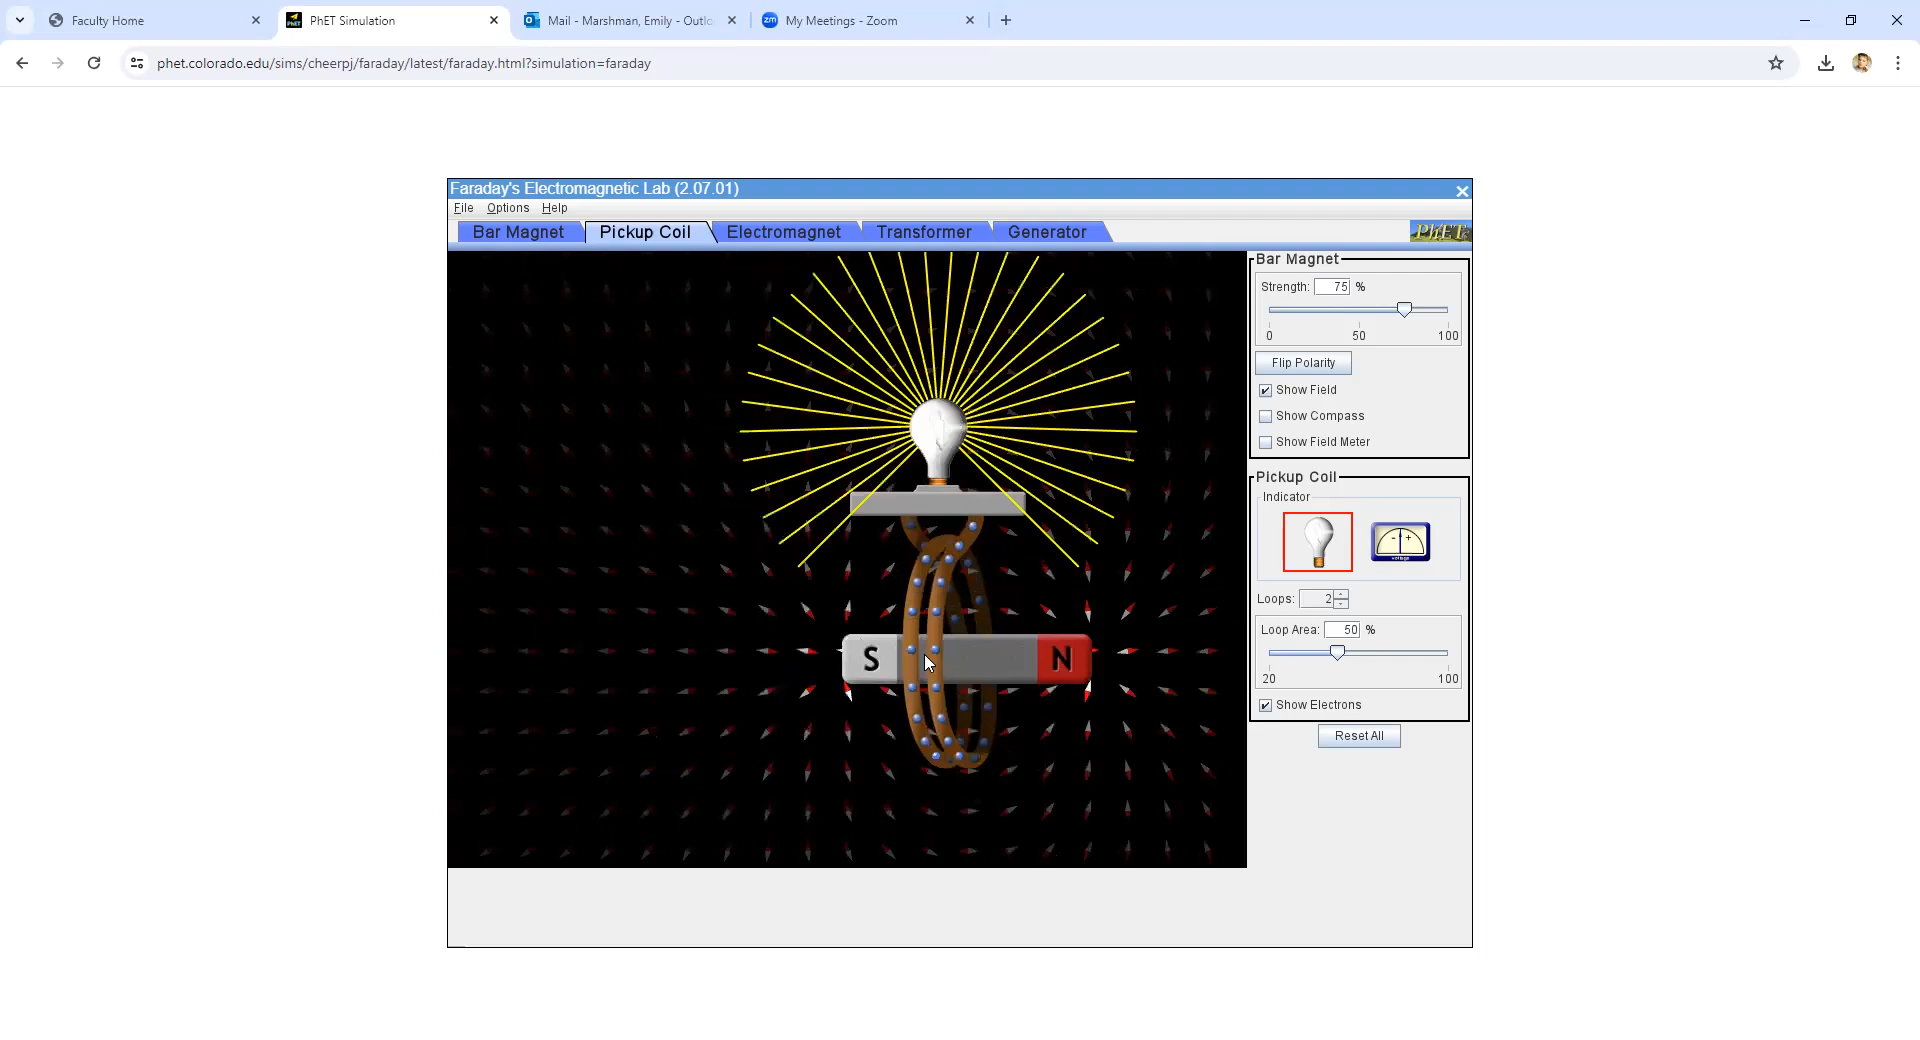 Faculty Home
PhET Simulation
Mail - Marshman, Emily - Outlo
zm My Meetings - Zoom
phet.colorado.edu/sims/cheerpj/faraday/latest/faraday.html?simulation=faraday
Faraday's Electromagnetic Lab (2.07.01)
File Options Help
Bar Magnet Pickup Coil Electromagnet Transformer Generator
PhET
Bar Magnet
Strength: 75 %
0 50 100
Flip Polarity
Show Field
Show Compass
Show Field Meter
Pickup Coil
Indicator
- +
voltage
Loops: 2
Loop Area: 50 %
20 100
Show Electrons
Reset All
S N